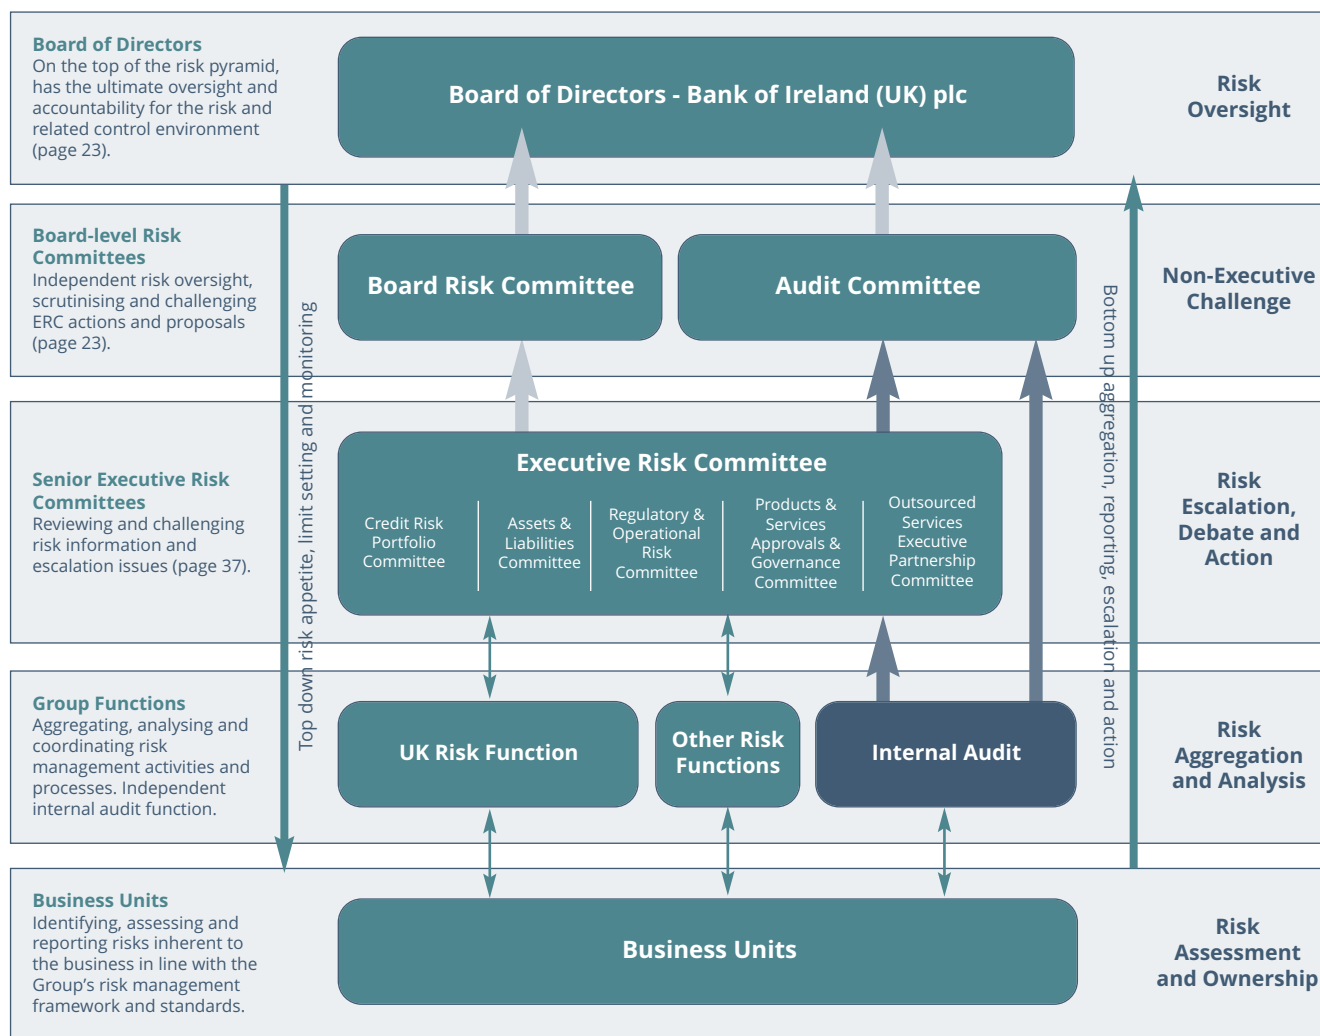 Board of Directors
On the top of the risk pyramid,
has the ultimate oversight and
accountability for the risk and
related control environment
(page 23).
Board of Directors - Bank of Ireland (UK) plc
Risk
Oversight
Board-level Risk
Committees
Independent risk oversight,
scrutinising and challenging
ERC actions and proposals
(page 23).
Board Risk Committee
Audit Committee
Non-Executive
Challenge
Top down risk appetite, limit setting and monitoring
Bottom up aggregation, reporting, escalation and action
Senior Executive Risk
Committees
Reviewing and challenging
risk information and
escalation issues (page 37).
Executive Risk Committee
Credit Risk
Portfolio
Committee
Assets &
Liabilities
Committee
Regulatory &
Operational
Risk
Committee
Products &
Services
Approvals &
Governance
Committee
Outsourced
Services
Executive
Partnership
Committee
Risk
Escalation,
Debate and
Action
Group Functions
Aggregating, analysing and
coordinating risk
management activities and
processes. Independent
internal audit function.
UK Risk Function
Other Risk
Functions
Internal Audit
Risk
Aggregation
and Analysis
Business Units
Identifying, assessing and
reporting risks inherent to
the business in line with the
Group's risk management
framework and standards.
Business Units
Risk
Assessment
and Ownership